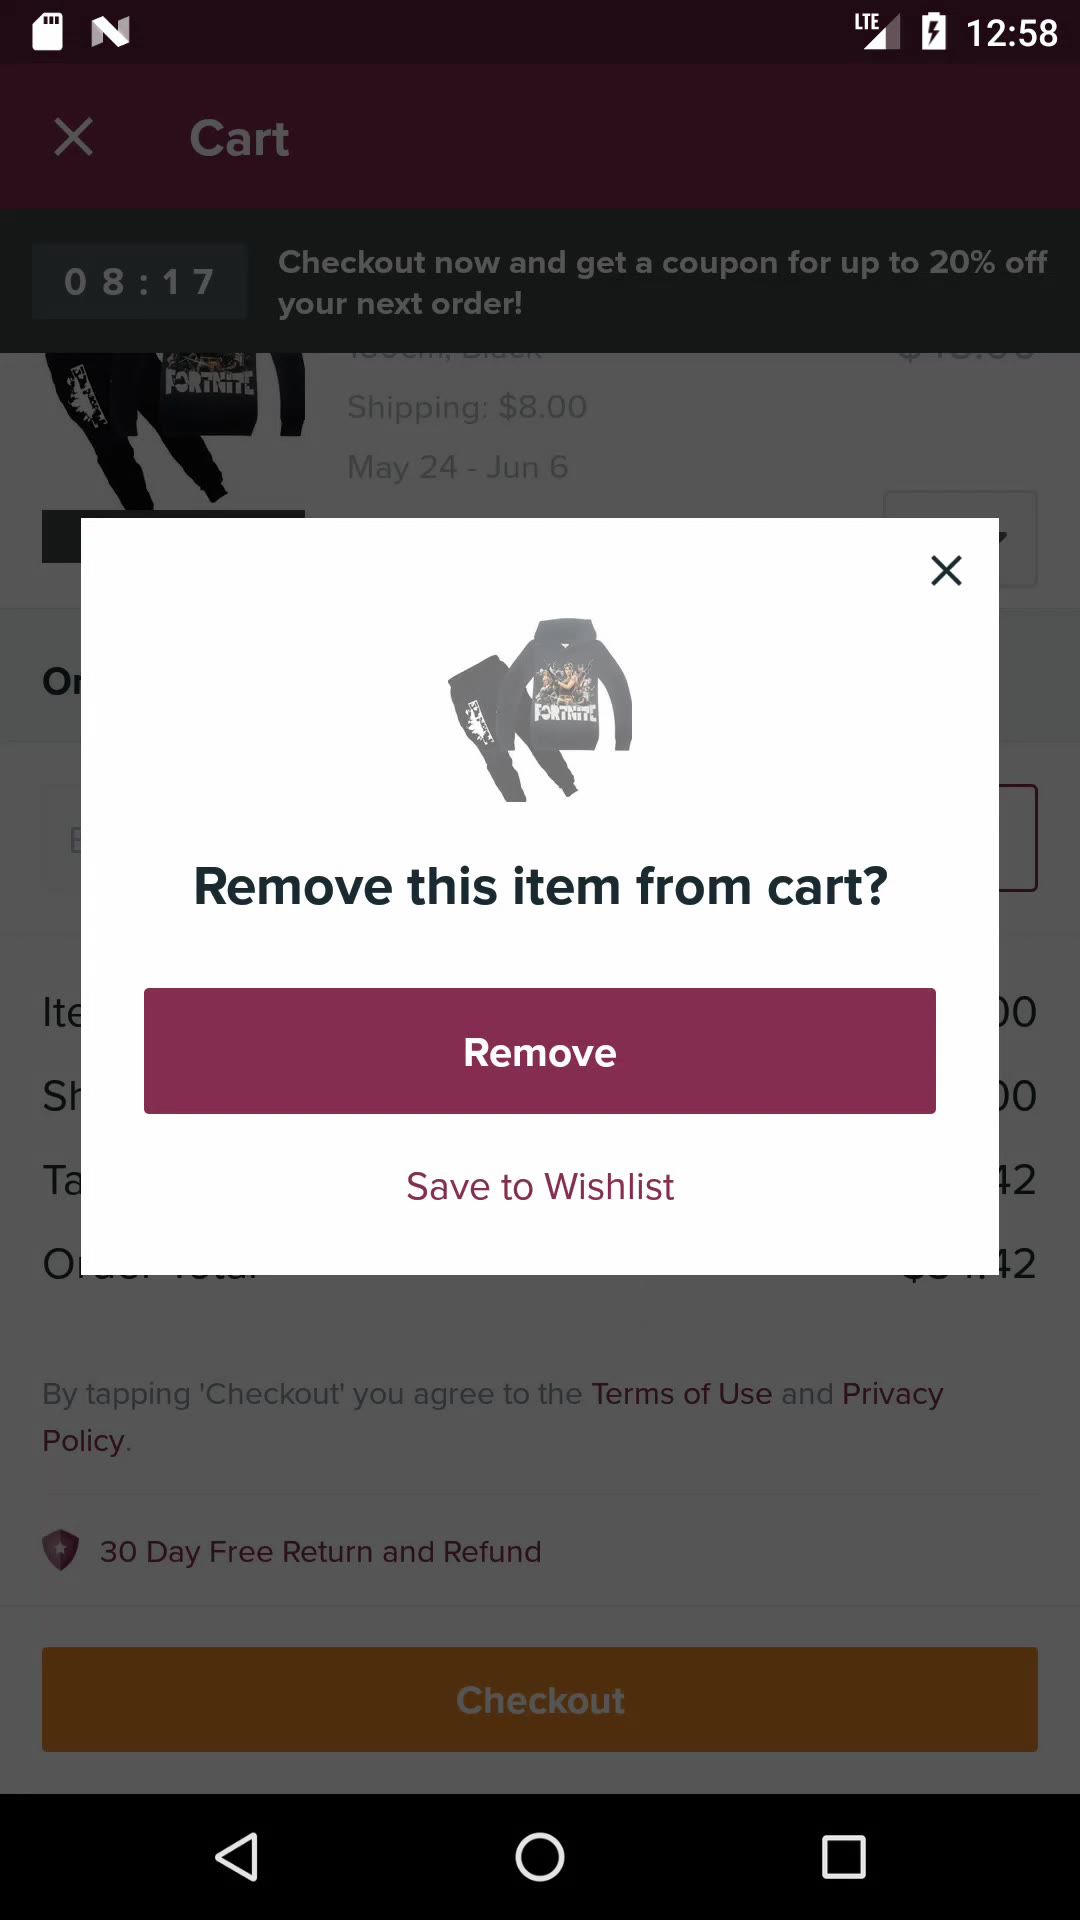 LTE 12:58
Cart
08:17
Checkout now and get a coupon for up to 20% off
your next order!
FORTNITE
Shipping: $8.00
May 24 - Jun 6
FORTNITE
Remove this item from cart?
Remove
Save to Wishlist
By tapping 'Checkout' you agree to the Terms of Use and Privacy
Policy.
30 Day Free Return and Refund
Checkout